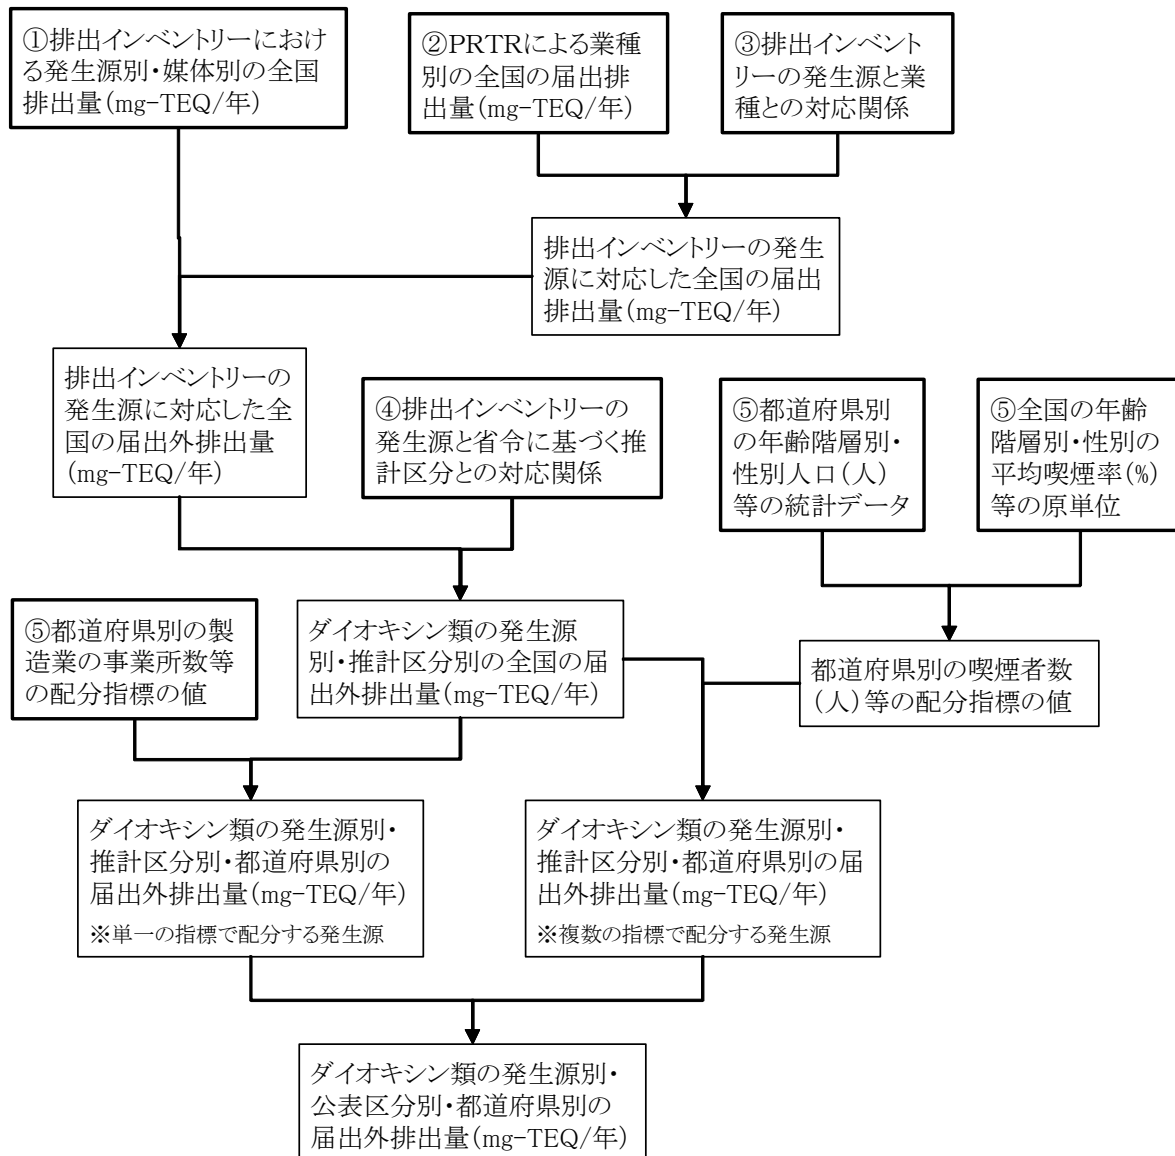 ①排出インベントリーにおけ
る発生源別・媒体別の全国
排出量(mg-TEQ/年)
②PRTRによる業種
別の全国の届出排
出量(mg-TEQ/年)
③排出インベント
リーの発生源と業
種との対応関係
排出インベントリーの発生
源に対応した全国の届出
排出量(mg-TEQ/年)
排出インベントリーの
発生源に対応した全
国の届出外排出量
(mg-TEQ/年)
④排出インベントリーの
発生源と省令に基づく推
計区分との対応関係
⑤都道府県別
の年齢階層別・
性別人口(人)
等の統計データ
⑤全国の年齢
階層別・性別の
平均喫煙率(%)
等の原単位
⑤都道府県別の製
造業の事業所数等
の配分指標の値
ダイオキシン類の発生源
別・推計区分別の全国の届
出外排出量(mg-TEQ/年)
都道府県別の喫煙者数
(人)等の配分指標の値
ダイオキシン類の発生源別・
推計区分別・都道府県別の
届出外排出量(mg-TEQ/年)
※単一の指標で配分する発生源
ダイオキシン類の発生源別・
推計区分別・都道府県別の届
出外排出量(mg-TEQ/年)
※複数の指標で配分する発生源
ダイオキシン類の発生源別・
公表区分別・都道府県別の
届出外排出量(mg-TEQ/年)